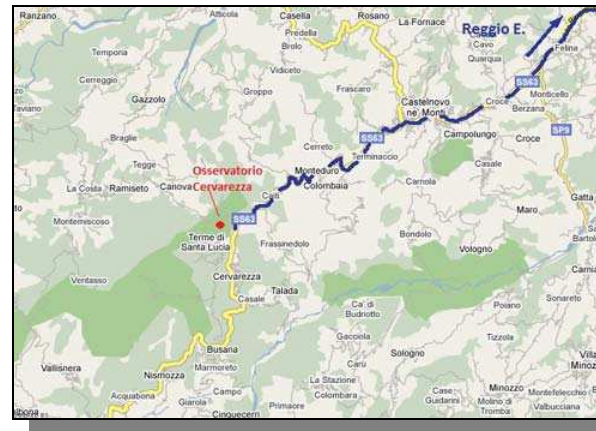 Ranzano
Atticola
Casella
Rosano
La Fornace
Predella
Brolo
Reggio E.
Cavo
Quarqua
Felina
Temporia
Vidiceto
Cerreggio
Groppo
Frascaro
SS63
Monticello
Gazzolo
Castelnovo
ne' Monti
Croce
Berzana
Braglie
SS63
Campolungo
Croce
SP9
Cerreto
Tegge
Osservatorio
Cervarezza
Monteduro
Terminaccio
Casale
La Costa
Ramiseto
Canova
Colombaia
Carnola
Casti
Gatta
Maro
Montemiscoso
SS63
Terme di
Santa Lucia
Frassinedolo
Bondolo
Vologno
Ventasso
Cervarezza
Talada
Casale
Ca' di
Budriotto
Poiano
Sonareto
Gacciola
Tizzola
Busana
Sologno
Vallisnera
Nismozza
Marmoreto
La Stazione
Colombara
Minozzo
Acquabona
Campo
Giarola
Cinquecerri
Primaore
Case
Guidarini
Molino di
Tromba
Montefelecchio
Valbucciana